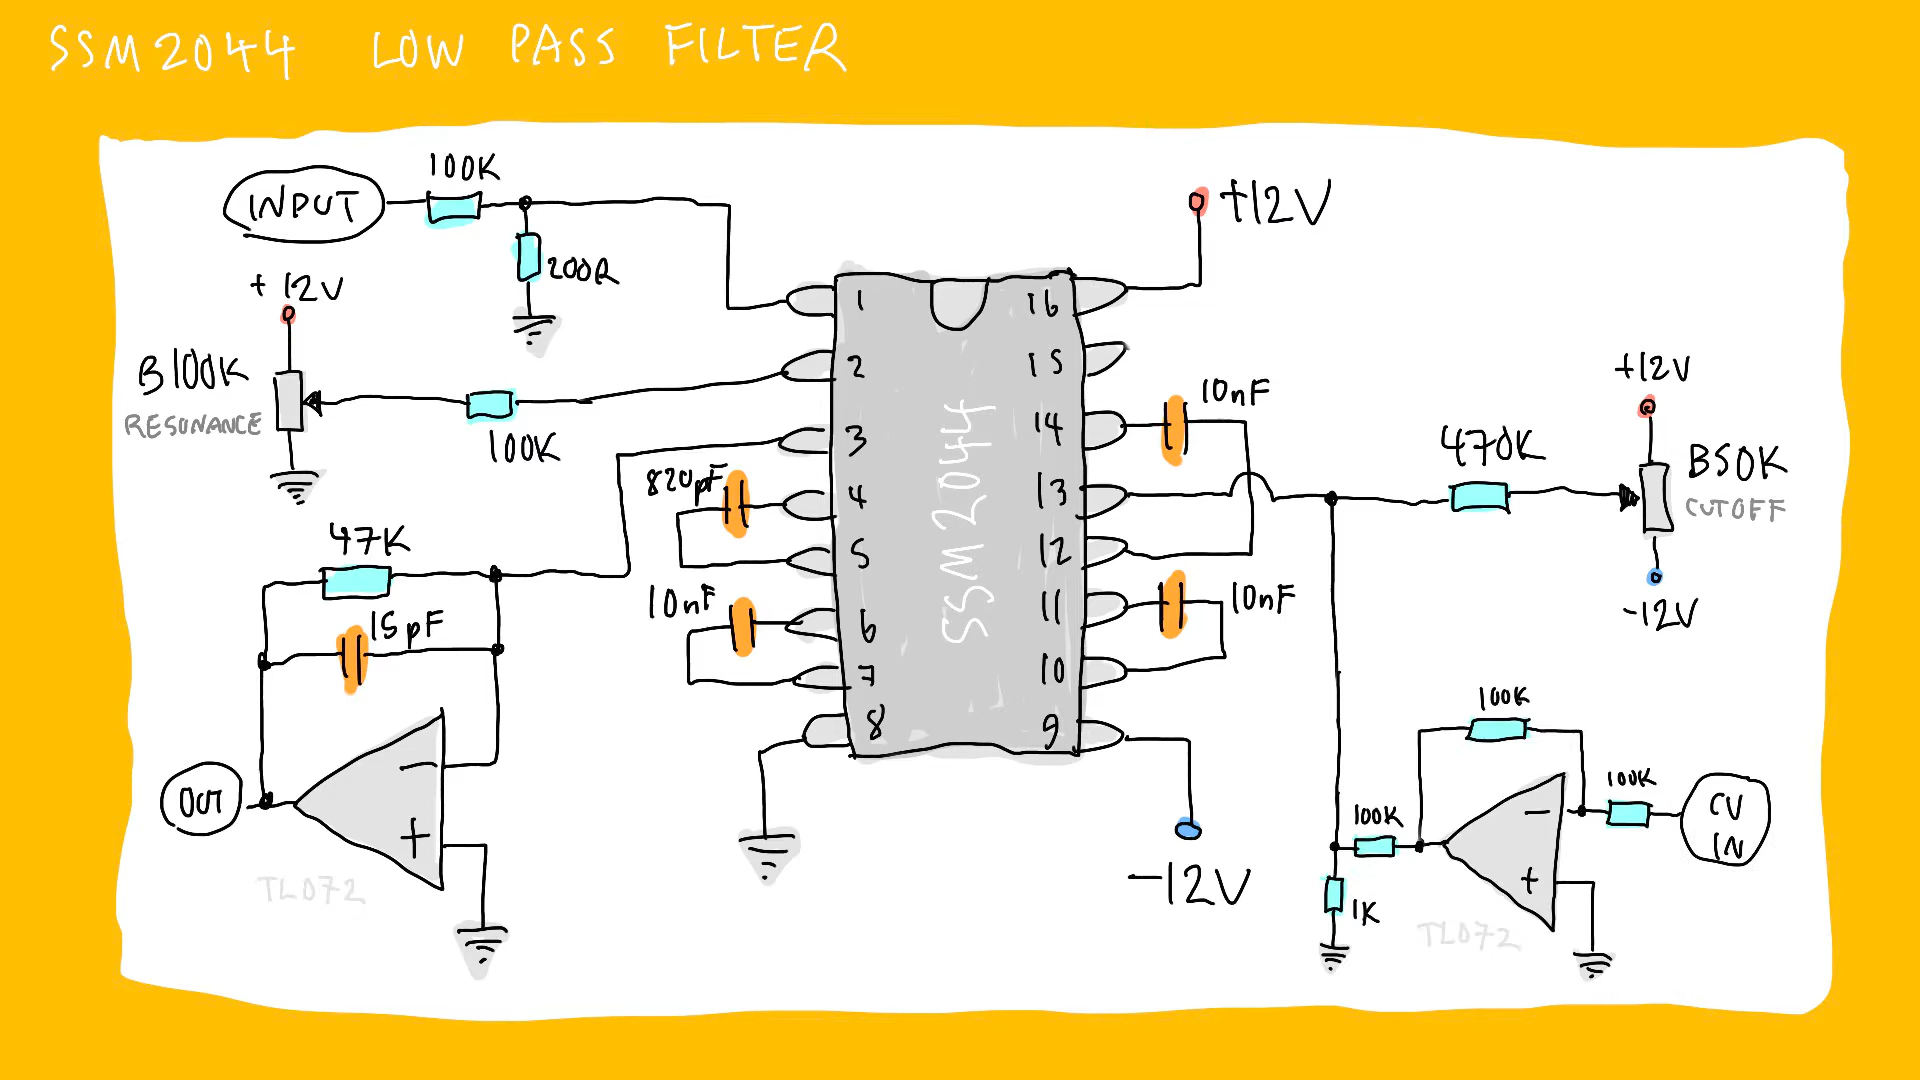 SSM2044 LOW PASS FILTER
INPUT
100K
200R
+12V
B100K
RESONANCE
100K
820pF
47K
15pF
10nF
OUT
-
+
TL072
1
2
3
4
5
6
7
8
SSM2044
16
15
14
13
12
11
10
9
+12V
10nF
10nF
-12V
470K
+12V
B50K
CUTOFF
-12V
100K
100K
100K
-
+
CV
IN
1K
TL072